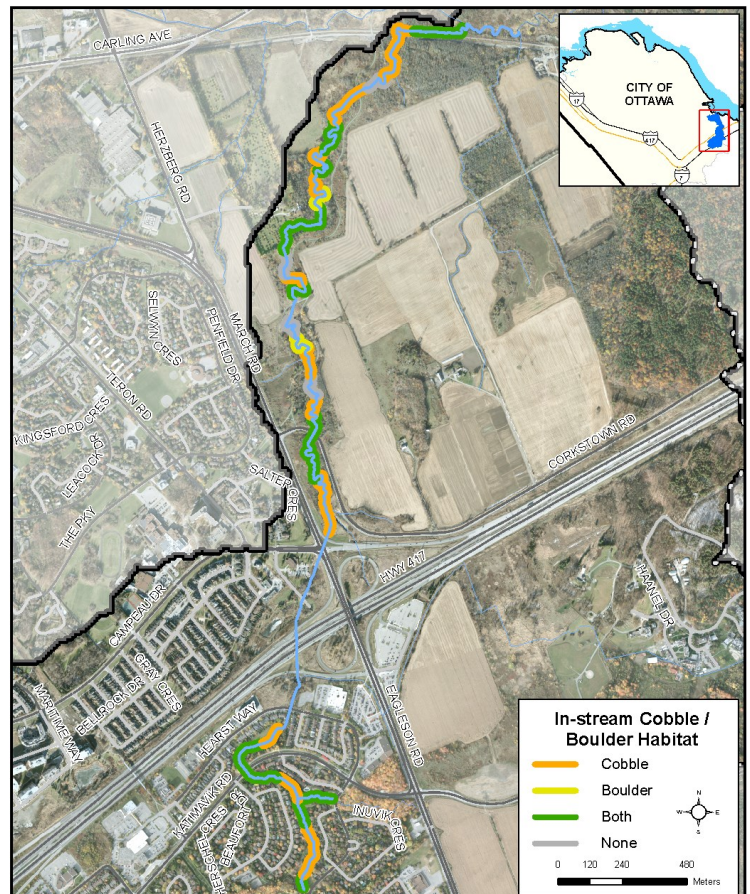 CARLING AVE
HERZBERG RD
CITY OF
OTTAWA
17
417
17
7
SELWYN CRES
TERON RD
PENFIELD DR
MARCH RD
KINGSFORD CRES
LEACOCK DR
THE PKY
SALTER CRES
CORKSTOWN RD
HWY 417
HAANEL DR
CAMPEAU DR
GRAY CRES
BELLROCK DR
MARITIME WAY
HEARST WAY
EAGLESON RD
KATIMAVIK RD
HERSCHEL CRES
BEAUFORT DR
INUVIK CRES
In-stream Cobble /
Boulder Habitat
Cobble
Boulder
Both
None
N
W E
S
0 120 240 480
Meters